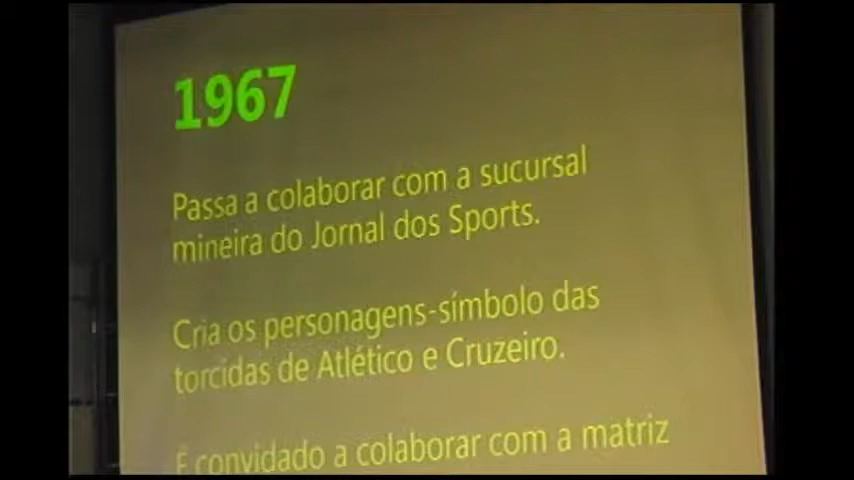 1967
Passa a colaborar com a sucursal
mineira do Jornal dos Sports.
Cria os personagens-símbolo das
torcidas de Atlético e Cruzeiro.
É convidado a colaborar com a matriz